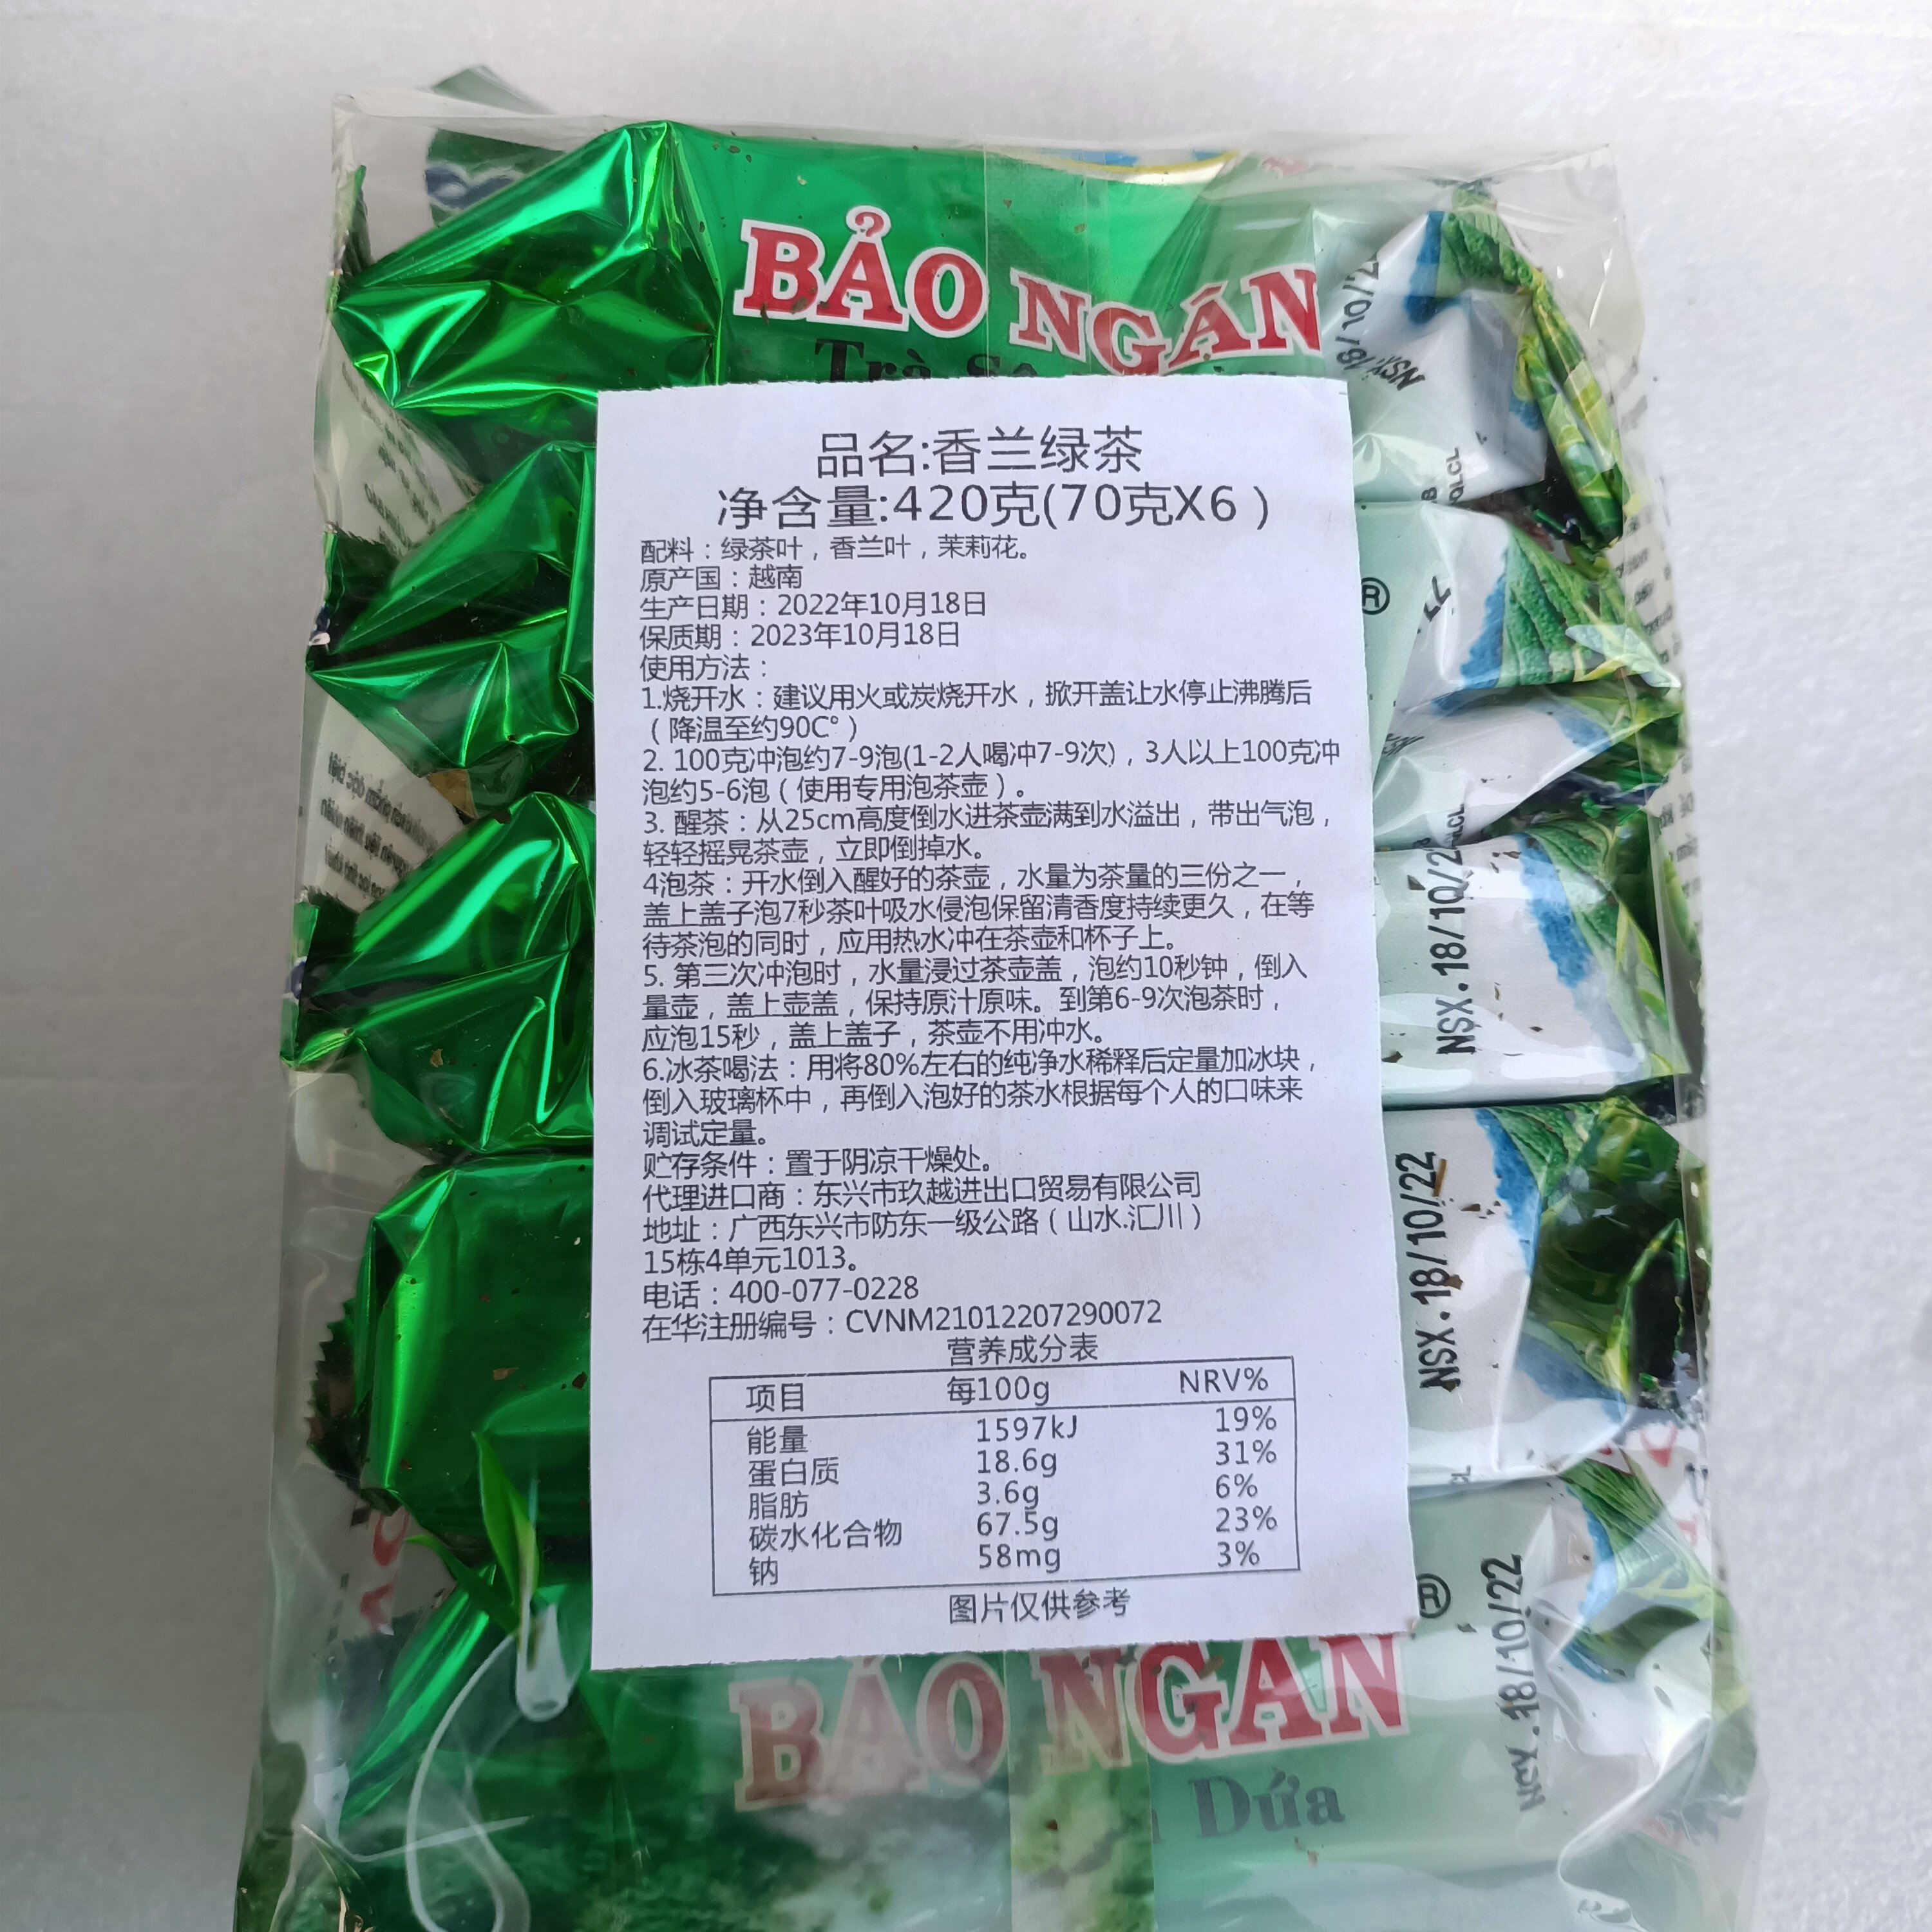 BẢO NGÂN
Trà
品名:香兰绿茶
净含量:420克(70克X6)
配料：绿茶叶，香兰叶，茉莉花。
原产国：越南
生产日期：2022年10月18日
保质期：2023年10月18日
使用方法：
1.烧开水：建议用火或炭烧开水，掀开盖让水停止沸腾后
（降温至约90C°）
2. 100克冲泡约7-9泡(1-2人喝冲7-9次)，3人以上100克冲
泡约5-6泡（使用专用泡茶壶）。
3. 醒茶：从25cm高度倒水进茶壶满到水溢出，带出气泡，
轻轻摇晃茶壶，立即倒掉水。
4泡茶：开水倒入醒好的茶壶，水量为茶量的三份之一，
盖上盖子泡7秒茶叶吸水侵泡保留清香度持续更久，在等
待茶泡的同时，应用热水冲在茶壶和杯子上。
5. 第三次冲泡时，水量浸过茶壶盖，泡约10秒钟，倒入
量壶，盖上壶盖，保持原汁原味。到第6-9次泡茶时，
应泡15秒，盖上盖子，茶壶不用冲水。
6.冰茶喝法：用将80%左右的纯净水稀释后定量加冰块，
倒入玻璃杯中，再倒入泡好的茶水根据每个人的口味来
调试定量。
贮存条件：置于阴凉干燥处。
代理进口商：东兴市玖越进出口贸易有限公司
地址：广西东兴市防东一级公路（山水.汇川）
15栋4单元1013。
电话：400-077-0228
在华注册编号：CVNM21012207290072
营养成分表
项目 每100g NRV%
能量 1597kJ 19%
蛋白质 18.6g 31%
脂肪 3.6g 6%
碳水化合物 67.5g 23%
钠 58mg 3%
图片仅供参考
BẢO NGÂN
Dứa
NSX.18/10/22
NSX.18/10/22
NSX.18/10/22